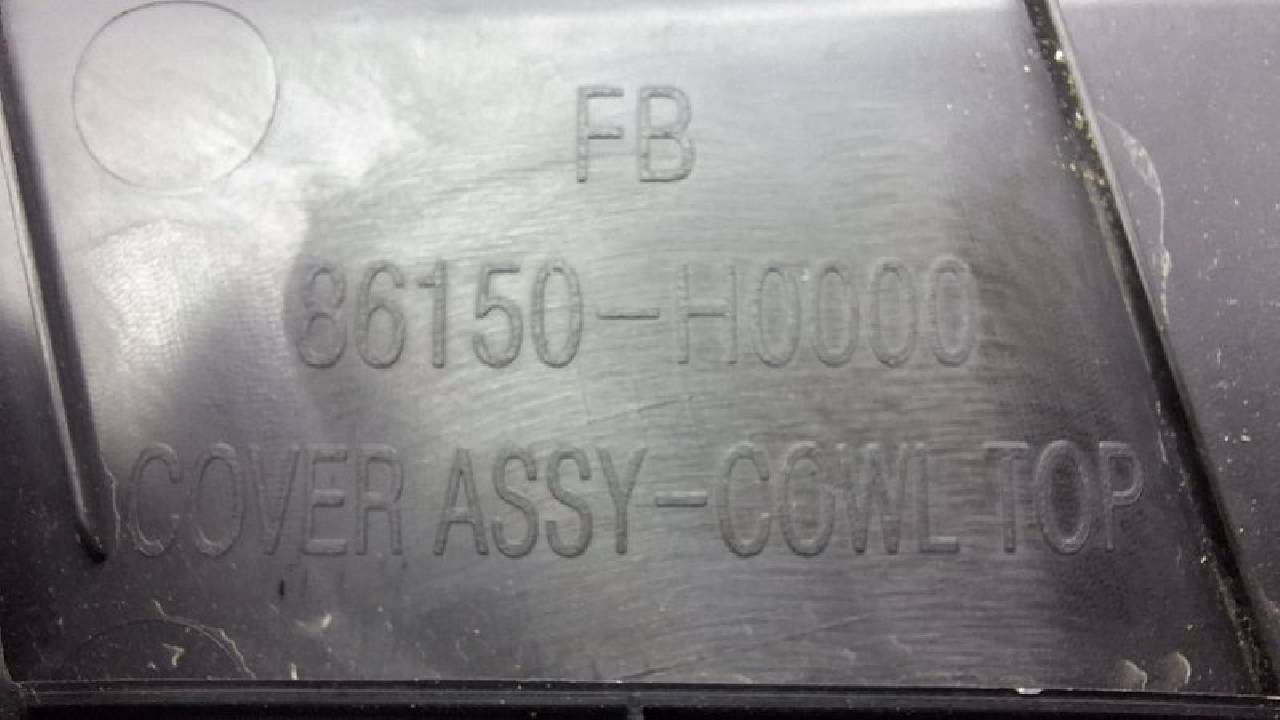 FB
86150-H0000
COVER ASSY-COWL TOP